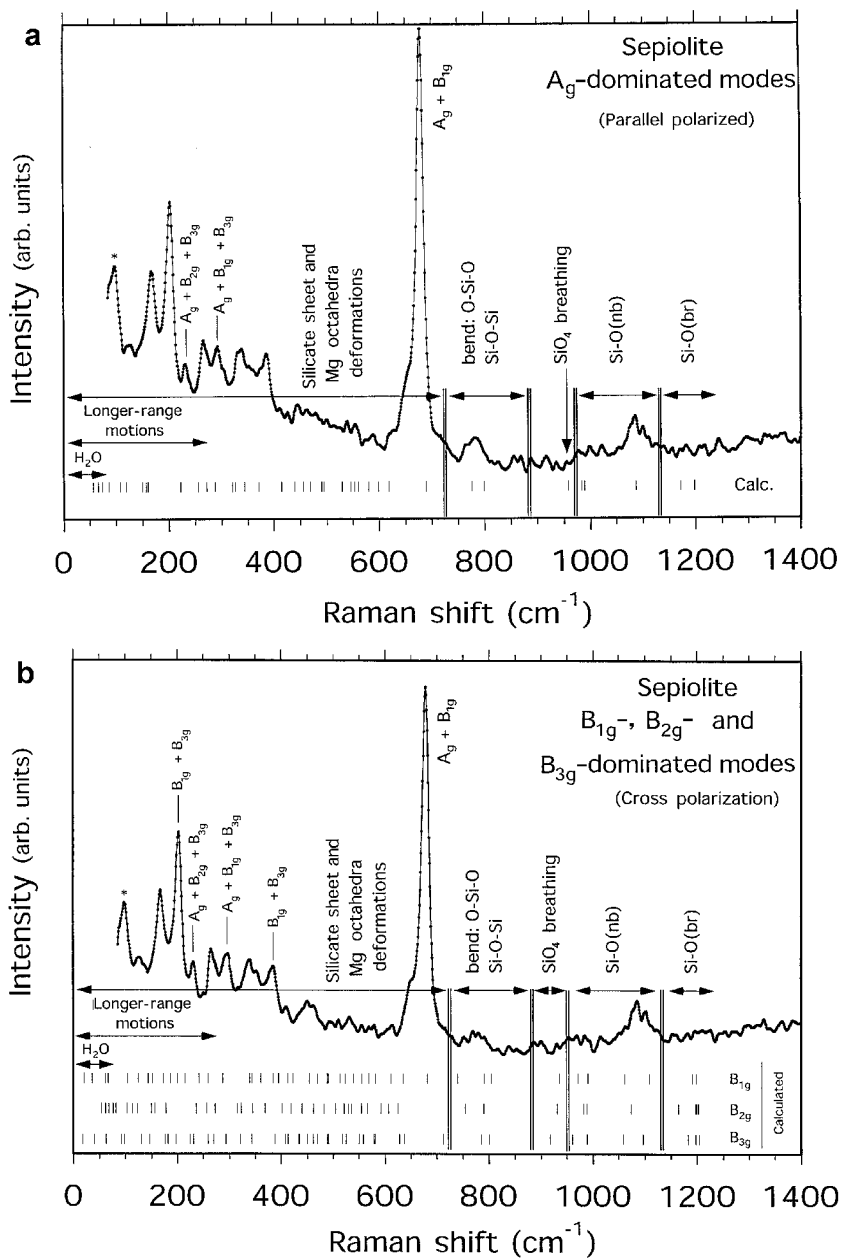 a
Sepiolite
Ag-dominated modes
(Parallel polarized)
Ag + B1g
*
Ag + B2g + B3g
Ag + B1g + B3g
Silicate sheet and
Mg octahedra
deformations
bend: O-Si-O
Si-O-Si
SiO4 breathing
Si-O(nb)
Si-O(br)
Longer-range
motions
H2O
Calc.
Intensity (arb. units)
0 200 400 600 800 1000 1200 1400
Raman shift (cm-1)
b
Sepiolite
B1g-, B2g- and
B3g-dominated modes
(Cross polarization)
Ag + B1g
*
B1g + B3g
Ag + B2g + B3g
Ag + B1g + B3g
B1g + B3g
Silicate sheet and
Mg octahedra
deformations
bend: O-Si-O
Si-O-Si
SiO4 breathing
Si-O(nb)
Si-O(br)
Longer-range
motions
H2O
B1g
B2g
B3g
Calculated
Intensity (arb. units)
0 200 400 600 800 1000 1200 1400
Raman shift (cm-1)